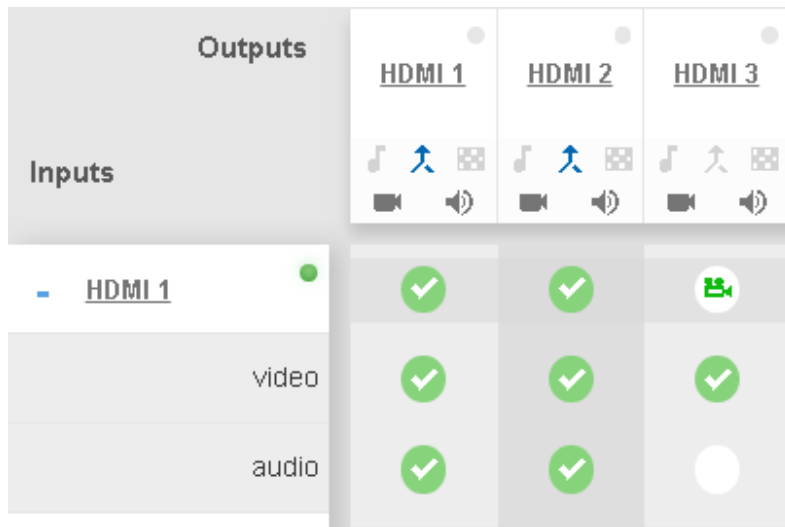 Outputs
HDMI 1
HDMI 2
HDMI 3
Inputs
HDMI 1
video
audio